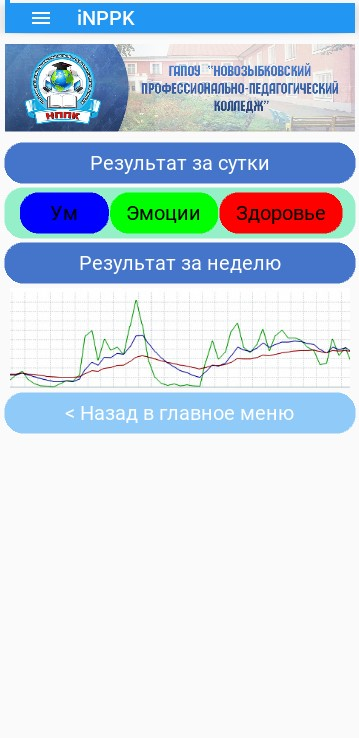 iNPPK
ГАПОУ "НОВОЗЫБКОВСКИЙ
ПРОФЕССИОНАЛЬНО-ПЕДАГОГИЧЕСКИЙ
КОЛЛЕДЖ"
НППК
Результат за сутки
Ум Эмоции Здоровье
Результат за неделю
< Назад в главное меню